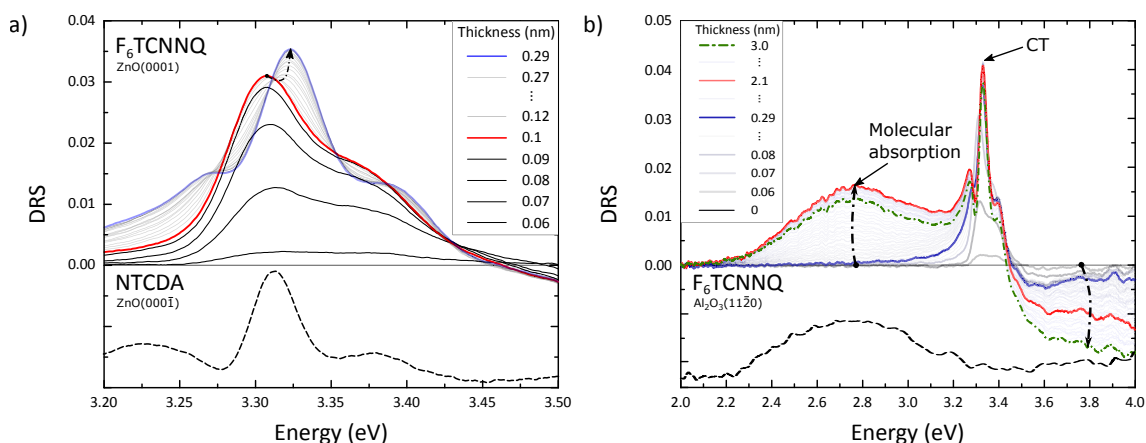 a)
F₆TCNNQ
ZnO(0001)
Thickness (nm)
0.29
0.27
⋮
0.12
0.1
0.09
0.08
0.07
0.06
0.04
0.03
0.02
0.01
0.00
DRS
NTCDA
ZnO(0001̅)
3.20 3.25 3.30 3.35 3.40 3.45 3.50
Energy (eV)
b)
Thickness (nm)
3.0
⋮
2.1
⋮
0.29
⋮
0.08
0.07
0.06
0
CT
Molecular
absorption
0.05
0.04
0.03
0.02
0.01
0.00
DRS
F₆TCNNQ
Al₂O₃(112̅0)
2.0 2.2 2.4 2.6 2.8 3.0 3.2 3.4 3.6 3.8 4.0
Energy (eV)